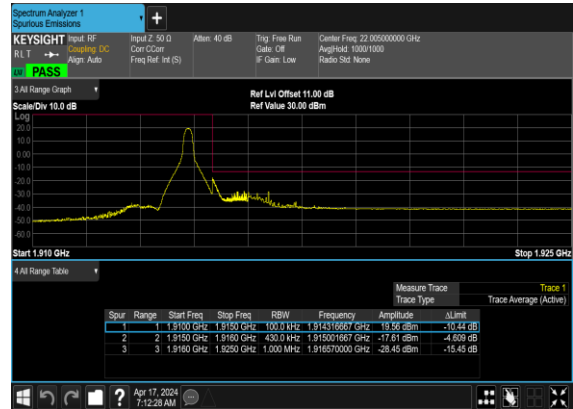 Spectrum Analyzer 1
Spurious Emissions
KEYSIGHT Input: RF Input Z: 50 Ω Atten: 40 dB Trig: Free Run Center Freq: 22.005000000 GHz
RLT Coupling: DC Corr CCorr Gate: Off Avg|Hold: 1000/1000
Align: Auto Freq Ref: Int (S) IF Gain: Low Radio Std: None
PASS
3 All Range Graph
Ref Lvl Offset 11.00 dB
Scale/Div 10.0 dB Ref Value 30.00 dBm
Log
20.0
10.0
0.00
-10.0
-20.0
-30.0
-40.0
-50.0
-60.0
Start 1.910 GHz Stop 1.925 GHz
4 All Range Table
Measure Trace Trace 1
Trace Type Trace Average (Active)
Spur Range Start Freq Stop Freq RBW Frequency Amplitude ΔLimit
1 1 1.9100 GHz 1.9150 GHz 100.0 kHz 1.914316667 GHz 19.56 dBm -10.44 dB
2 2 1.9150 GHz 1.9160 GHz 430.0 kHz 1.915001667 GHz -17.61 dBm -4.609 dB
3 3 1.9160 GHz 1.9250 GHz 1.000 MHz 1.916570000 GHz -28.45 dBm -15.45 dB
? Apr 17, 2024
7:12:28 AM